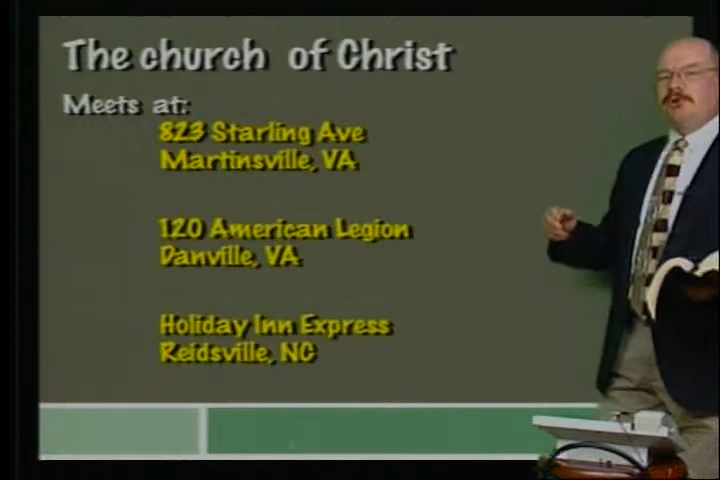 The church of Christ
Meets at:
823 Starling Ave
Martinsville, VA
120 American Legion
Danville, VA
Holiday Inn Express
Reidsville, NC